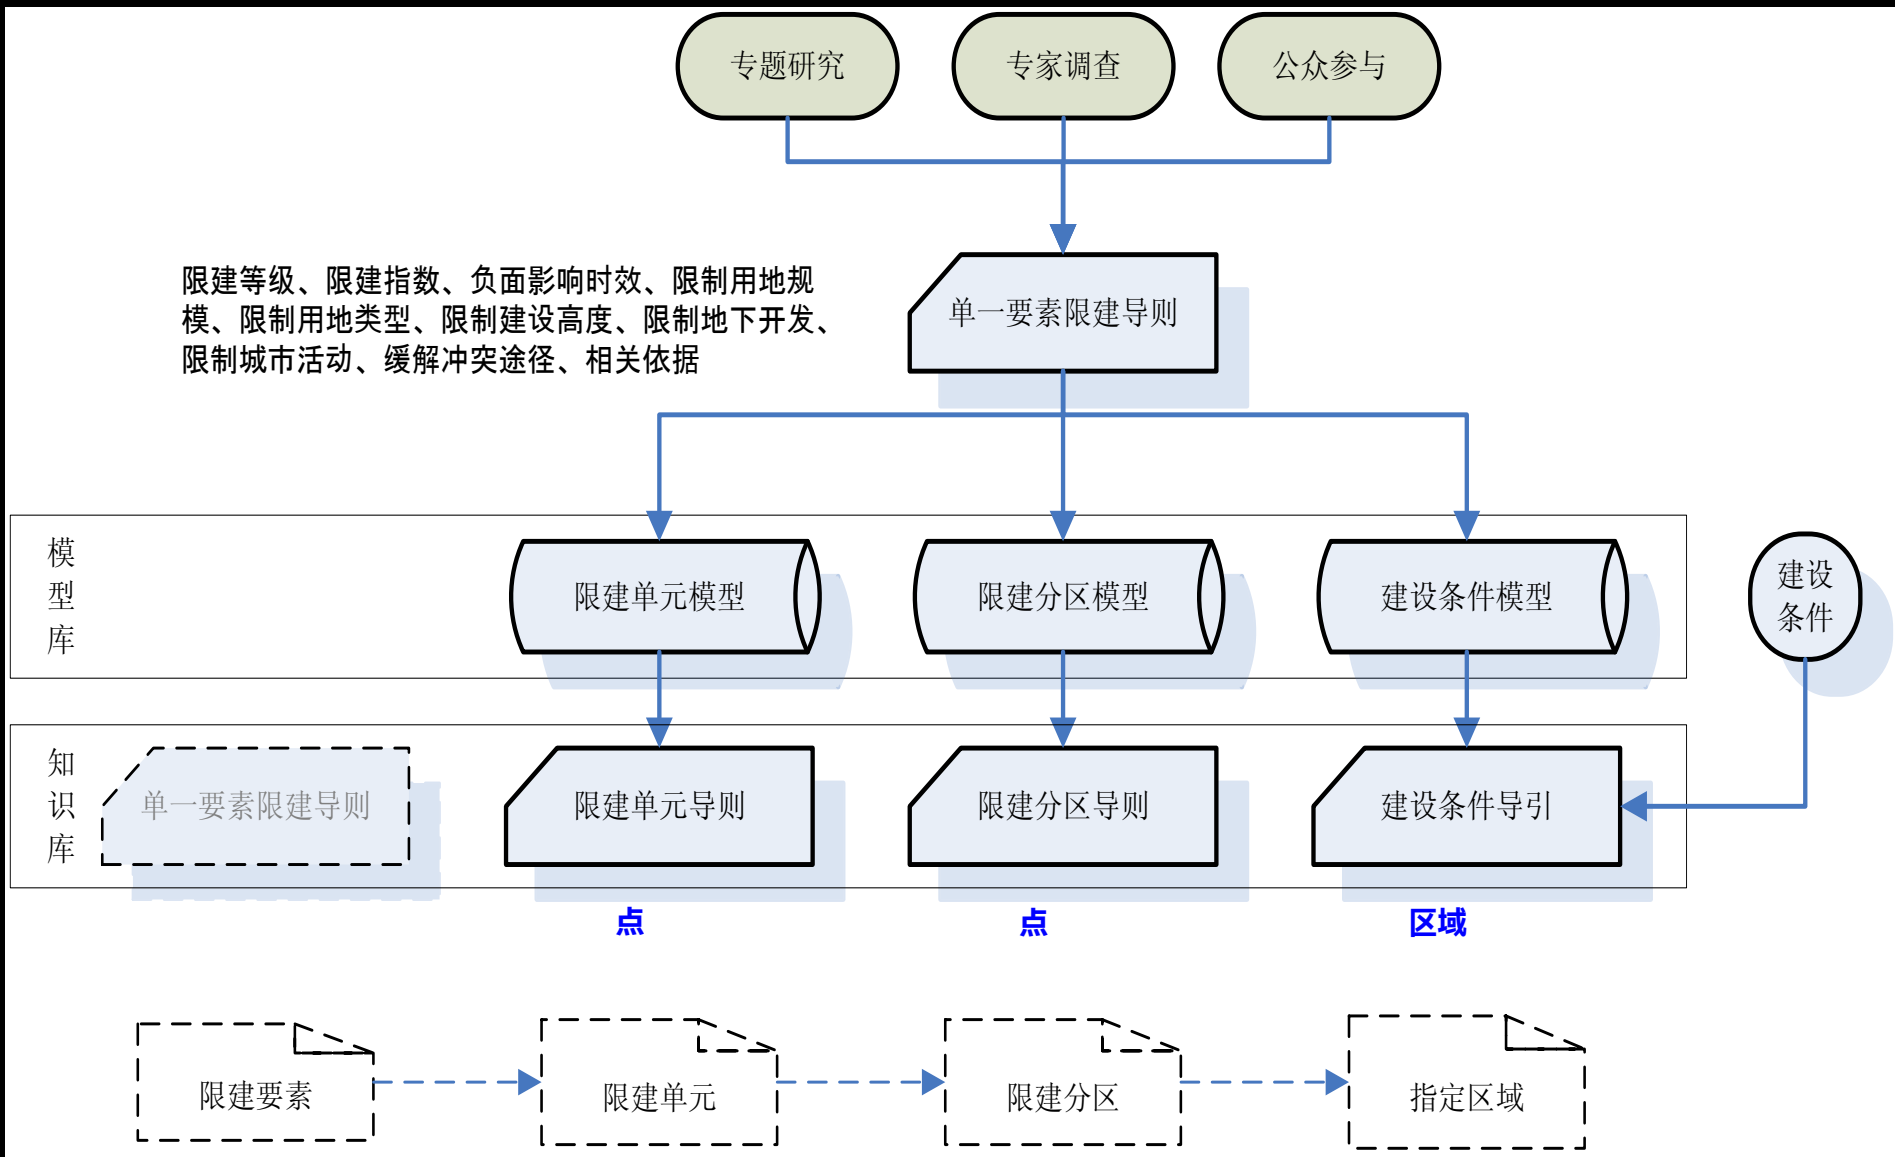 专题研究
专家调查
公众参与
限建等级、限建指数、负面影响时效、限制用地规
模、限制用地类型、限制建设高度、限制地下开发、
限制城市活动、缓解冲突途径、相关依据
单一要素限建导则
模
型
库
限建单元模型
限建分区模型
建设条件模型
建设
条件
知
识
库
单一要素限建导则
限建单元导则
限建分区导则
建设条件导引
点
点
区域
限建要素
限建单元
限建分区
指定区域